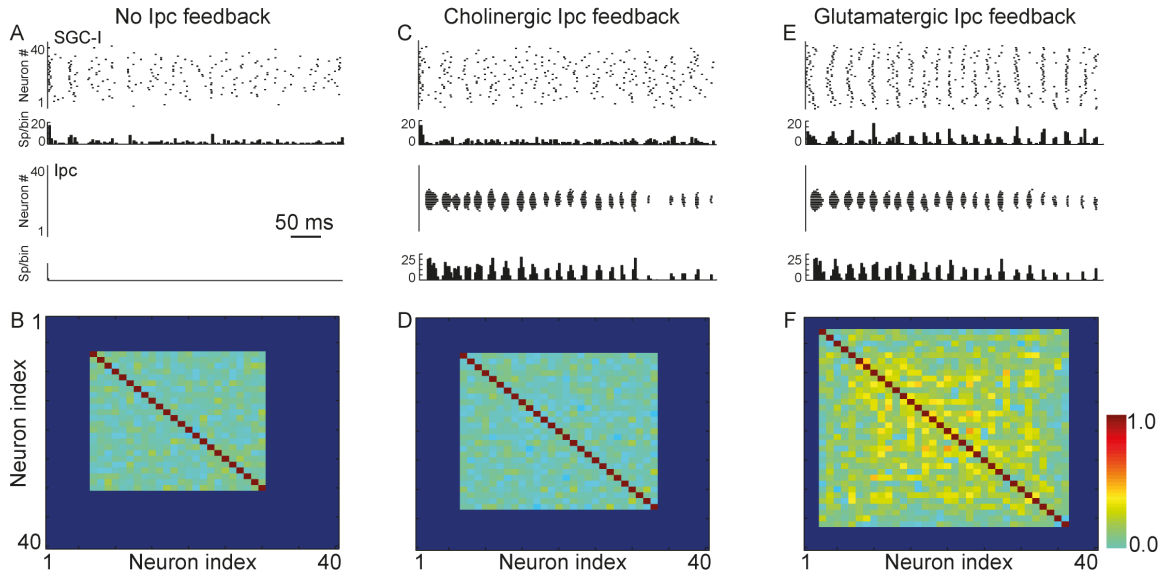 No Ipc feedback
Cholinergic Ipc feedback
Glutamatergic Ipc feedback
A
SGC-I
C
E
Neuron #
40
1
Sp/bin
20
0
20
0
20
0
Ipc
Neuron #
40
1
50 ms
Sp/bin
25
0
25
0
B
D
F
Neuron index
1
40
1
Neuron index
40
1
Neuron index
40
1
Neuron index
40
1.0
0.0